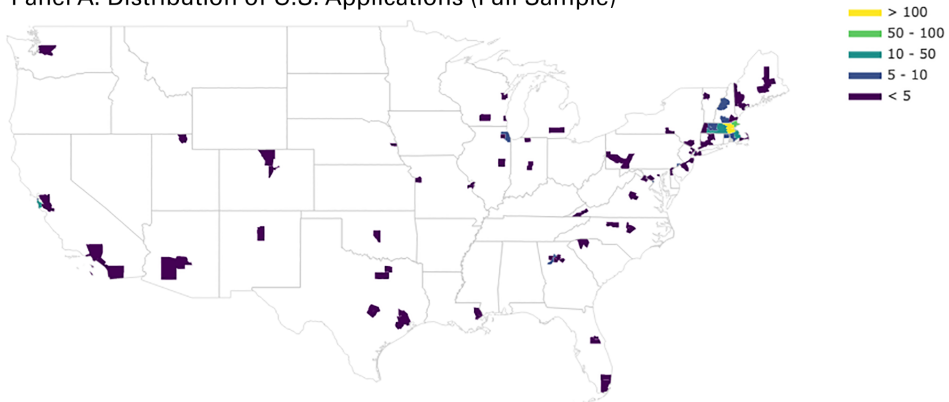 Panel A: Distribution of U.S. Applications (Full Sample)
> 100
50 - 100
10 - 50
5 - 10
< 5